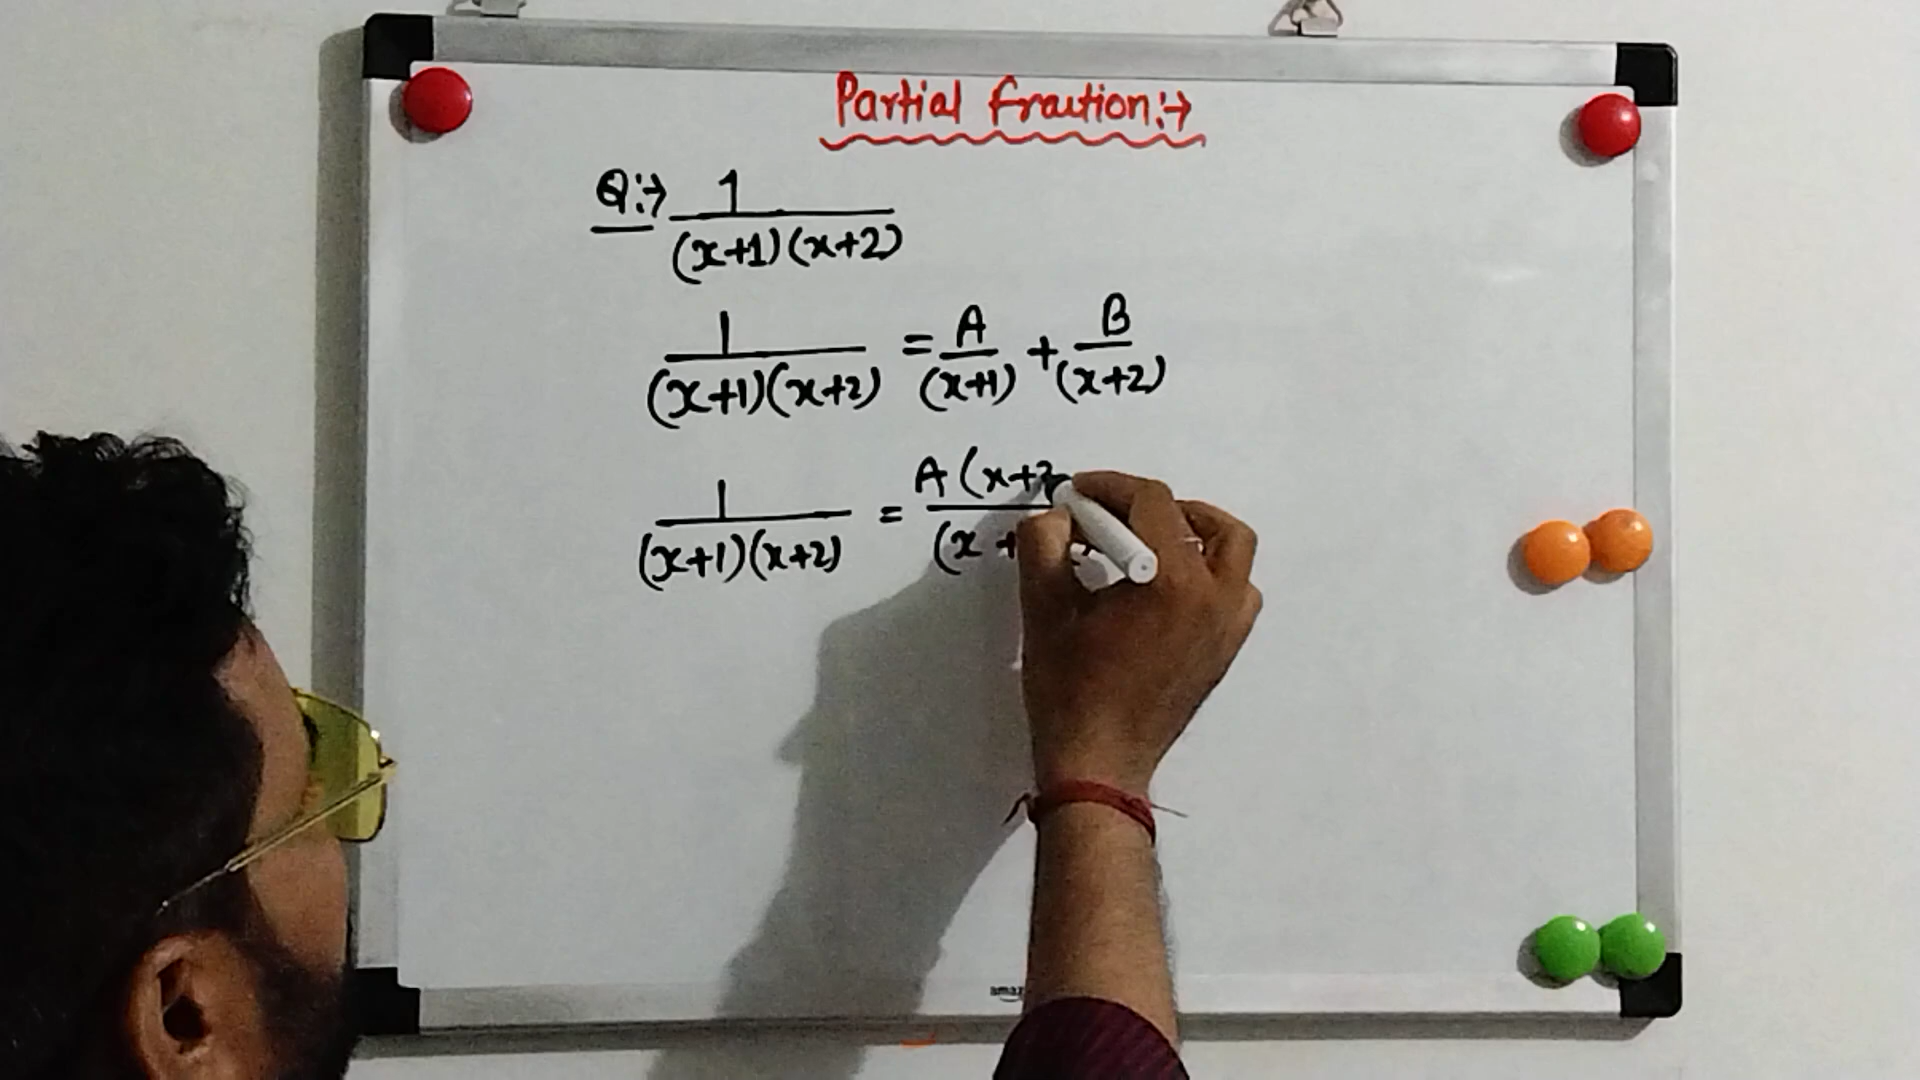 Partial fraction:→
Q:→ 1
(x+1)(x+2)
1 = A + B
(x+1)(x+2) (x+1) (x+2)
1 = A (x+2
(x+1)(x+2) (x +